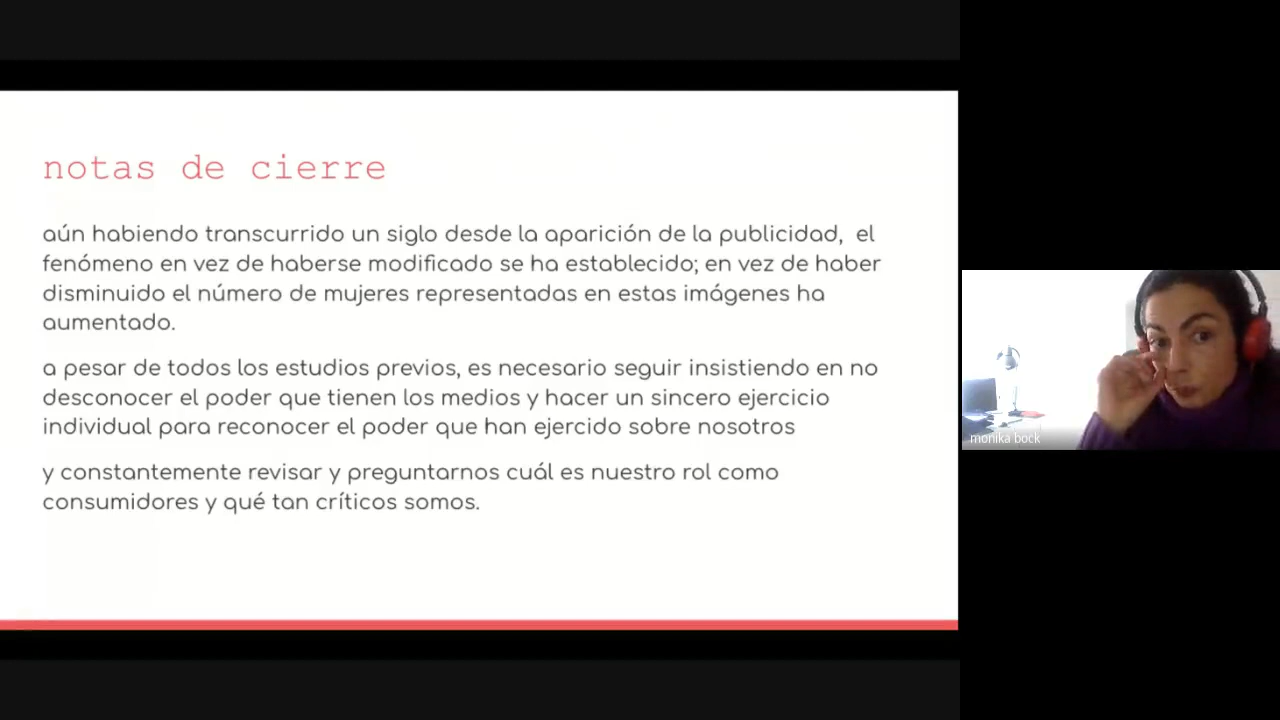 notas de cierre
aún habiendo transcurrido un siglo desde la aparición de la publicidad,  el
fenómeno en vez de haberse modificado se ha establecido; en vez de haber
disminuido el número de mujeres representadas en estas imágenes ha
aumentado.
a pesar de todos los estudios previos, es necesario seguir insistiendo en no
desconocer el poder que tienen los medios y hacer un sincero ejercicio
individual para reconocer el poder que han ejercido sobre nosotros
y constantemente revisar y preguntarnos cuál es nuestro rol como
consumidores y qué tan críticos somos.
monika bock